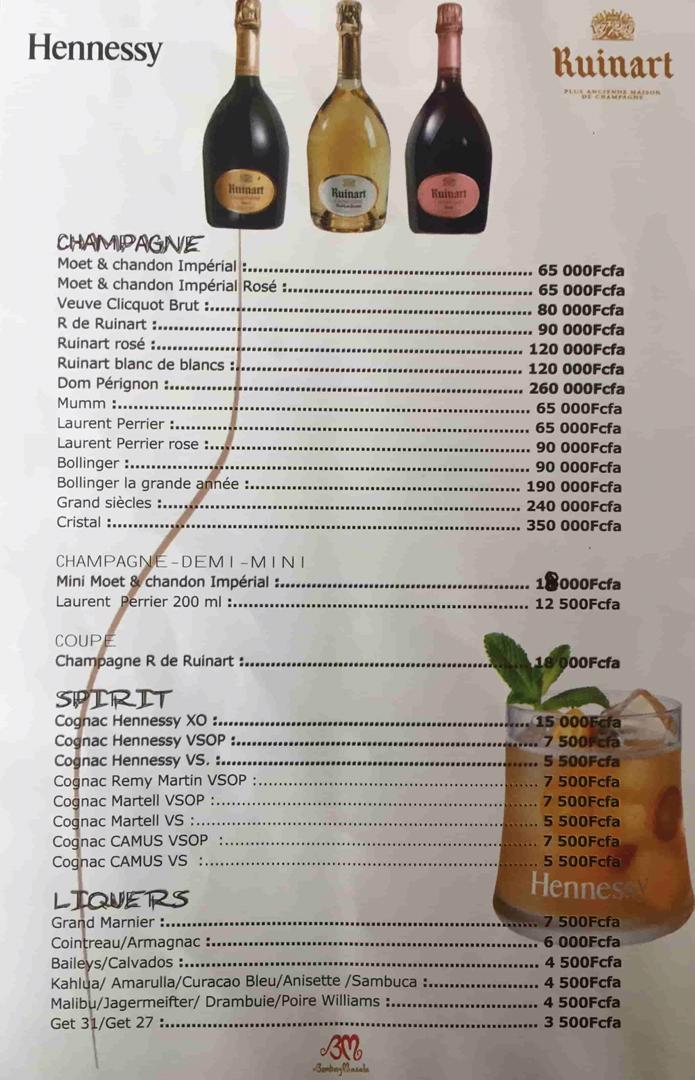 Hennessy
Ruinart
PLUS ANCIENNE MAISON
DE CHAMPAGNE
Ruinart
Ruinart
Ruinart
CHAMPAGNE
Moet & chandon Impérial :.................... 65 000Fcfa
Moet & chandon Impérial Rosé :.................... 65 000Fcfa
Veuve Clicquot Brut :.................... 80 000Fcfa
R de Ruinart :.................... 90 000Fcfa
Ruinart rosé :.................... 120 000Fcfa
Ruinart blanc de blancs :.................... 120 000Fcfa
Dom Pérignon :.................... 260 000Fcfa
Mumm :.................... 65 000Fcfa
Laurent Perrier :.................... 65 000Fcfa
Laurent Perrier rose :.................... 90 000Fcfa
Bollinger :.................... 90 000Fcfa
Bollinger la grande année :.................... 190 000Fcfa
Grand siècles :.................... 240 000Fcfa
Cristal :.................... 350 000Fcfa
CHAMPAGNE-DEMI-MINI
Mini Moet & chandon Impérial :.................... 18 000Fcfa
Laurent Perrier 200 ml :.................... 12 500Fcfa
COUPE
Champagne R de Ruinart :.................... 18 000Fcfa
SPIRIT
Cognac Hennessy XO :.................... 15 000Fcfa
Cognac Hennessy VSOP :.................... 7 500Fcfa
Cognac Hennessy VS. :.................... 5 500Fcfa
Cognac Remy Martin VSOP :.................... 7 500Fcfa
Cognac Martell VSOP :.................... 7 500Fcfa
Cognac Martell VS :.................... 5 500Fcfa
Cognac CAMUS VSOP :.................... 7 500Fcfa
Cognac CAMUS VS :.................... 5 500Fcfa
Hennessy
LIQUERS
Grand Marnier :.................... 7 500Fcfa
Cointreau/Armagnac :.................... 6 000Fcfa
Baileys/Calvados :.................... 4 500Fcfa
Kahlua/ Amarulla/Curacao Bleu/Anisette /Sambuca :.................... 4 500Fcfa
Malibu/Jagermeifter/ Drambuie/Poire Williams :.................... 4 500Fcfa
Get 31/Get 27 :.................... 3 500Fcfa
BM
Bombay Masala